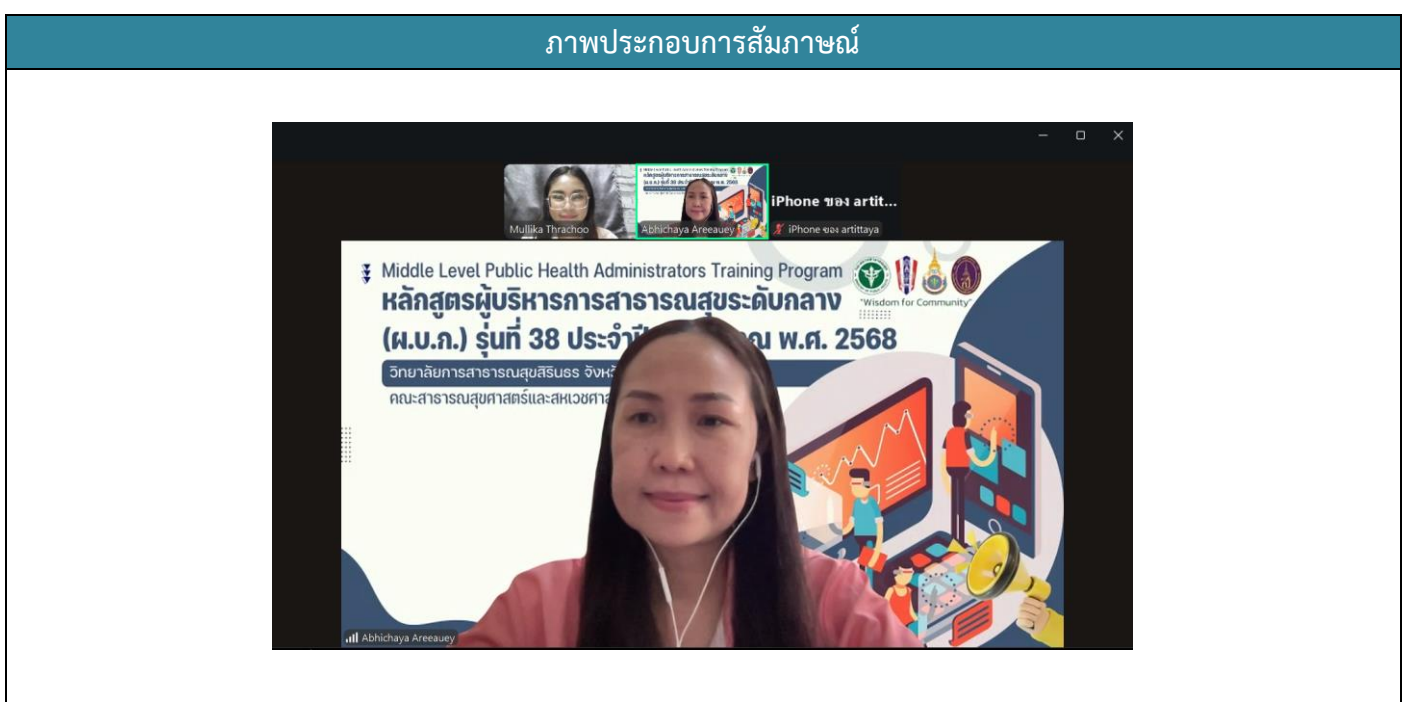 ภาพประกอบการสัมภาษณ์
iPhone ของ artit...
Mullika Thrachoo
Abhichaya Areeauey
iPhone ของ artittaya
Middle Level Public Health Administrators Training Program
หลักสูตรผู้บริหารการสาธารณสุขระดับกลาง
"Wisdom for Community"
(ผ.บ.ก.) รุ่นที่ 38 ประจำปี พ.ศ. 2568
วิทยาลัยการสาธารณสุขสิรินธร
คณะสาธารณสุขศาสตร์และสหเวชศา
Abhichaya Areeauey